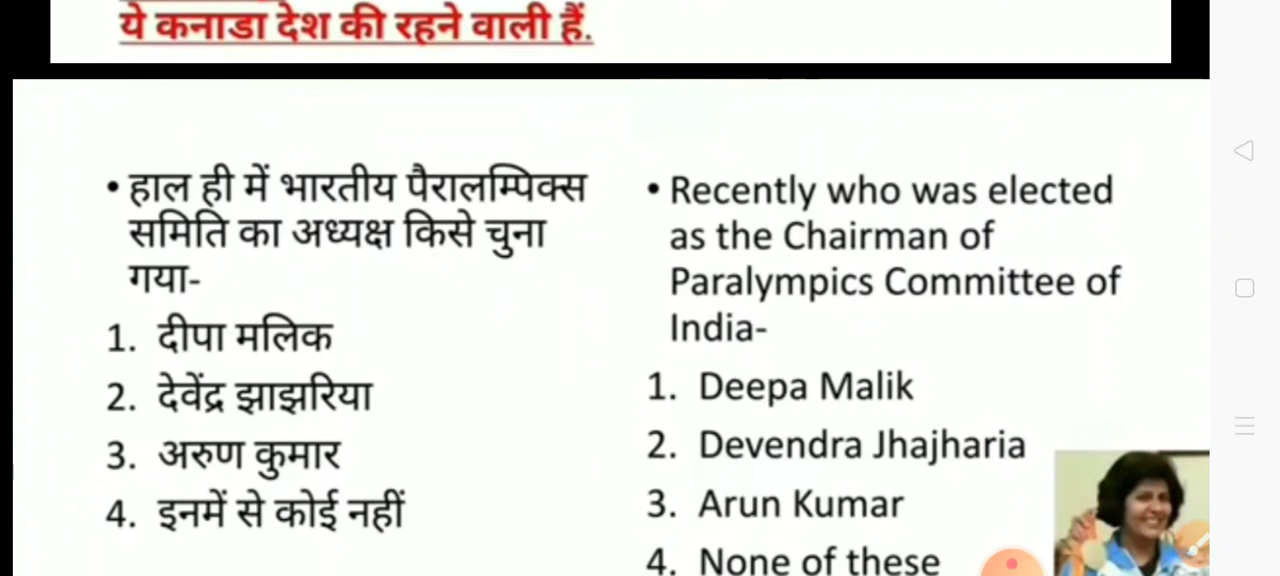 ये कनाडा देश की रहने वाली हैं.
• हाल ही में भारतीय पैरालम्पिक्स
समिति का अध्यक्ष किसे चुना
गया-
1. दीपा मलिक
2. देवेंद्र झाझरिया
3. अरुण कुमार
4. इनमें से कोई नहीं
• Recently who was elected
as the Chairman of
Paralympics Committee of
India-
1. Deepa Malik
2. Devendra Jhajharia
3. Arun Kumar
4. None of these